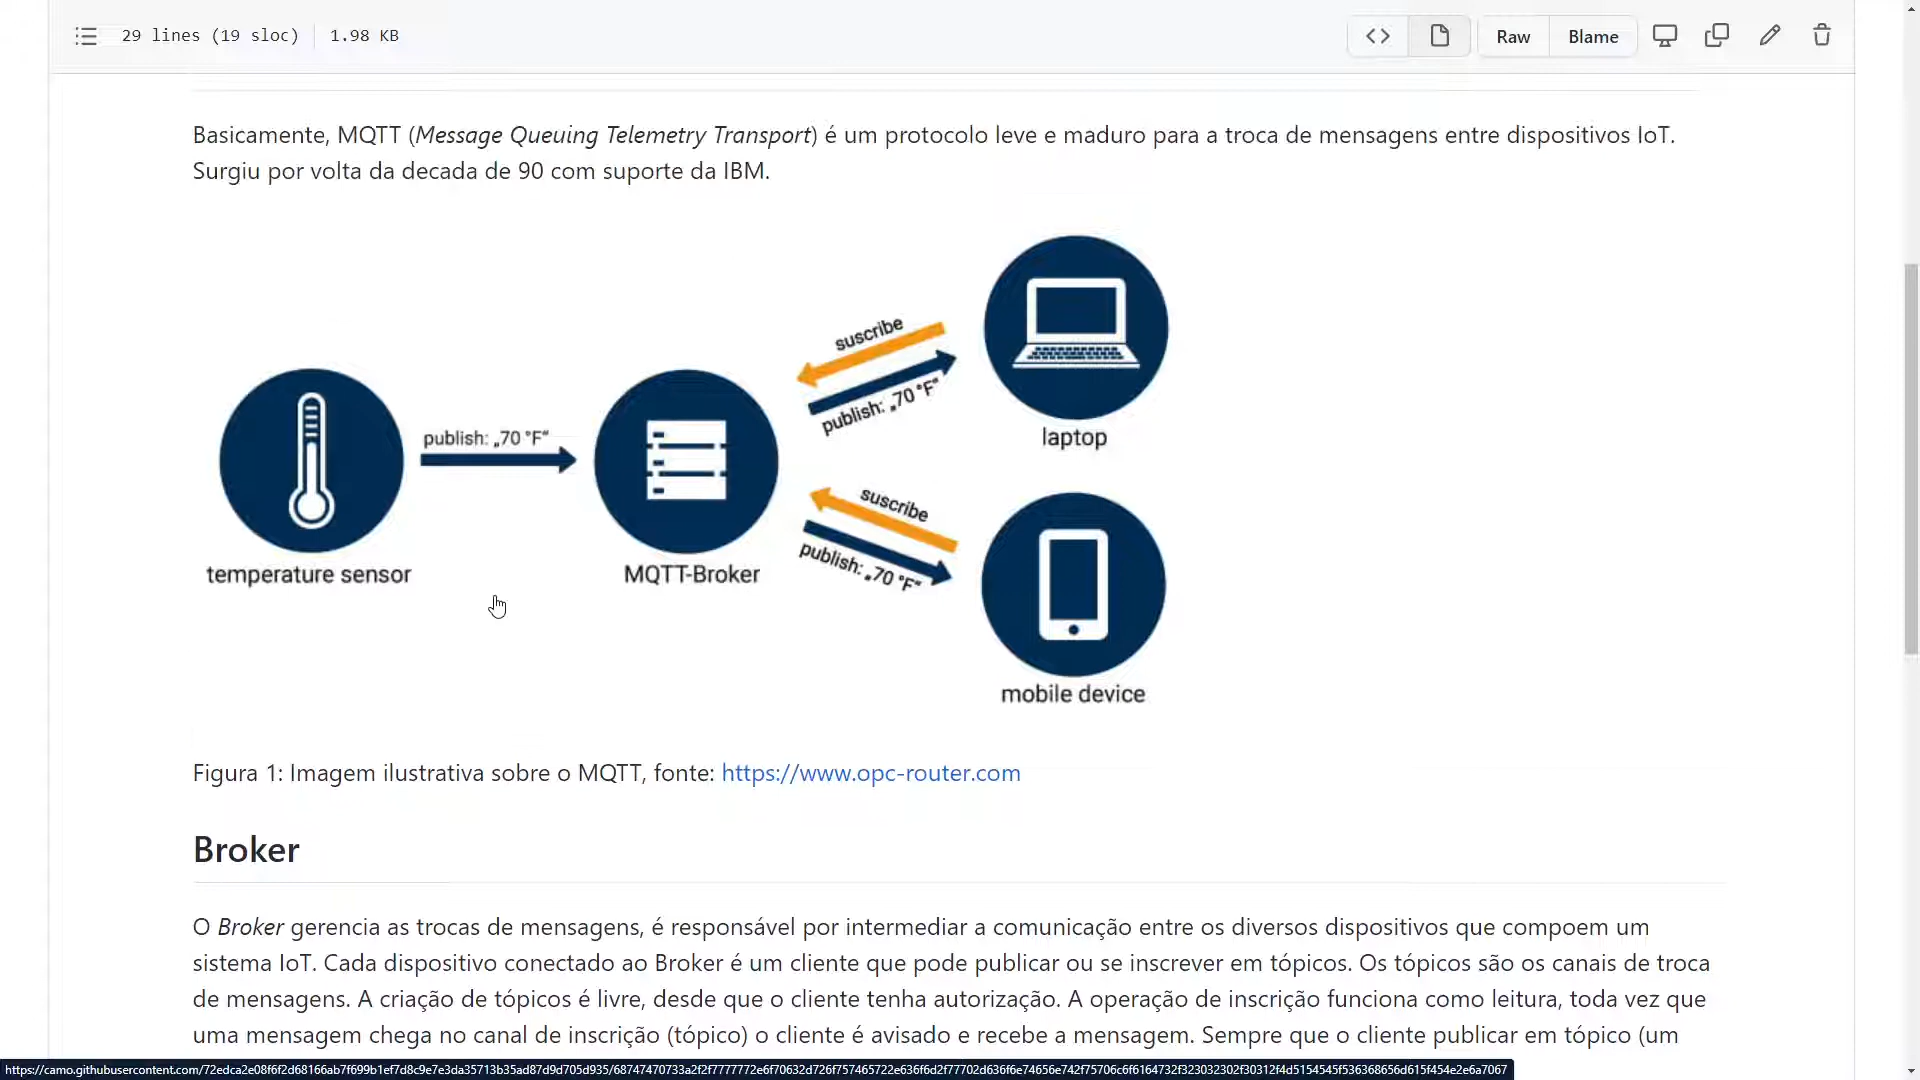 29 lines (19 sloc) 1.98 KB
Raw Blame
Basicamente, MQTT (Message Queuing Telemetry Transport) é um protocolo leve e maduro para a troca de mensagens entre dispositivos IoT.
Surgiu por volta da decada de 90 com suporte da IBM.
suscribe
publish: „70 °F“
laptop
publish: „70 °F“
temperature sensor
MQTT-Broker
suscribe
publish: „70 °F“
mobile device
Figura 1: Imagem ilustrativa sobre o MQTT, fonte: https://www.opc-router.com
Broker
O Broker gerencia as trocas de mensagens, é responsável por intermediar a comunicação entre os diversos dispositivos que compoem um
sistema IoT. Cada dispositivo conectado ao Broker é um cliente que pode publicar ou se inscrever em tópicos. Os tópicos são os canais de troca
de mensagens. A criação de tópicos é livre, desde que o cliente tenha autorização. A operação de inscrição funciona como leitura, toda vez que
uma mensagem chega no canal de inscrição (tópico) o cliente é avisado e recebe a mensagem. Sempre que o cliente publicar em tópico (um